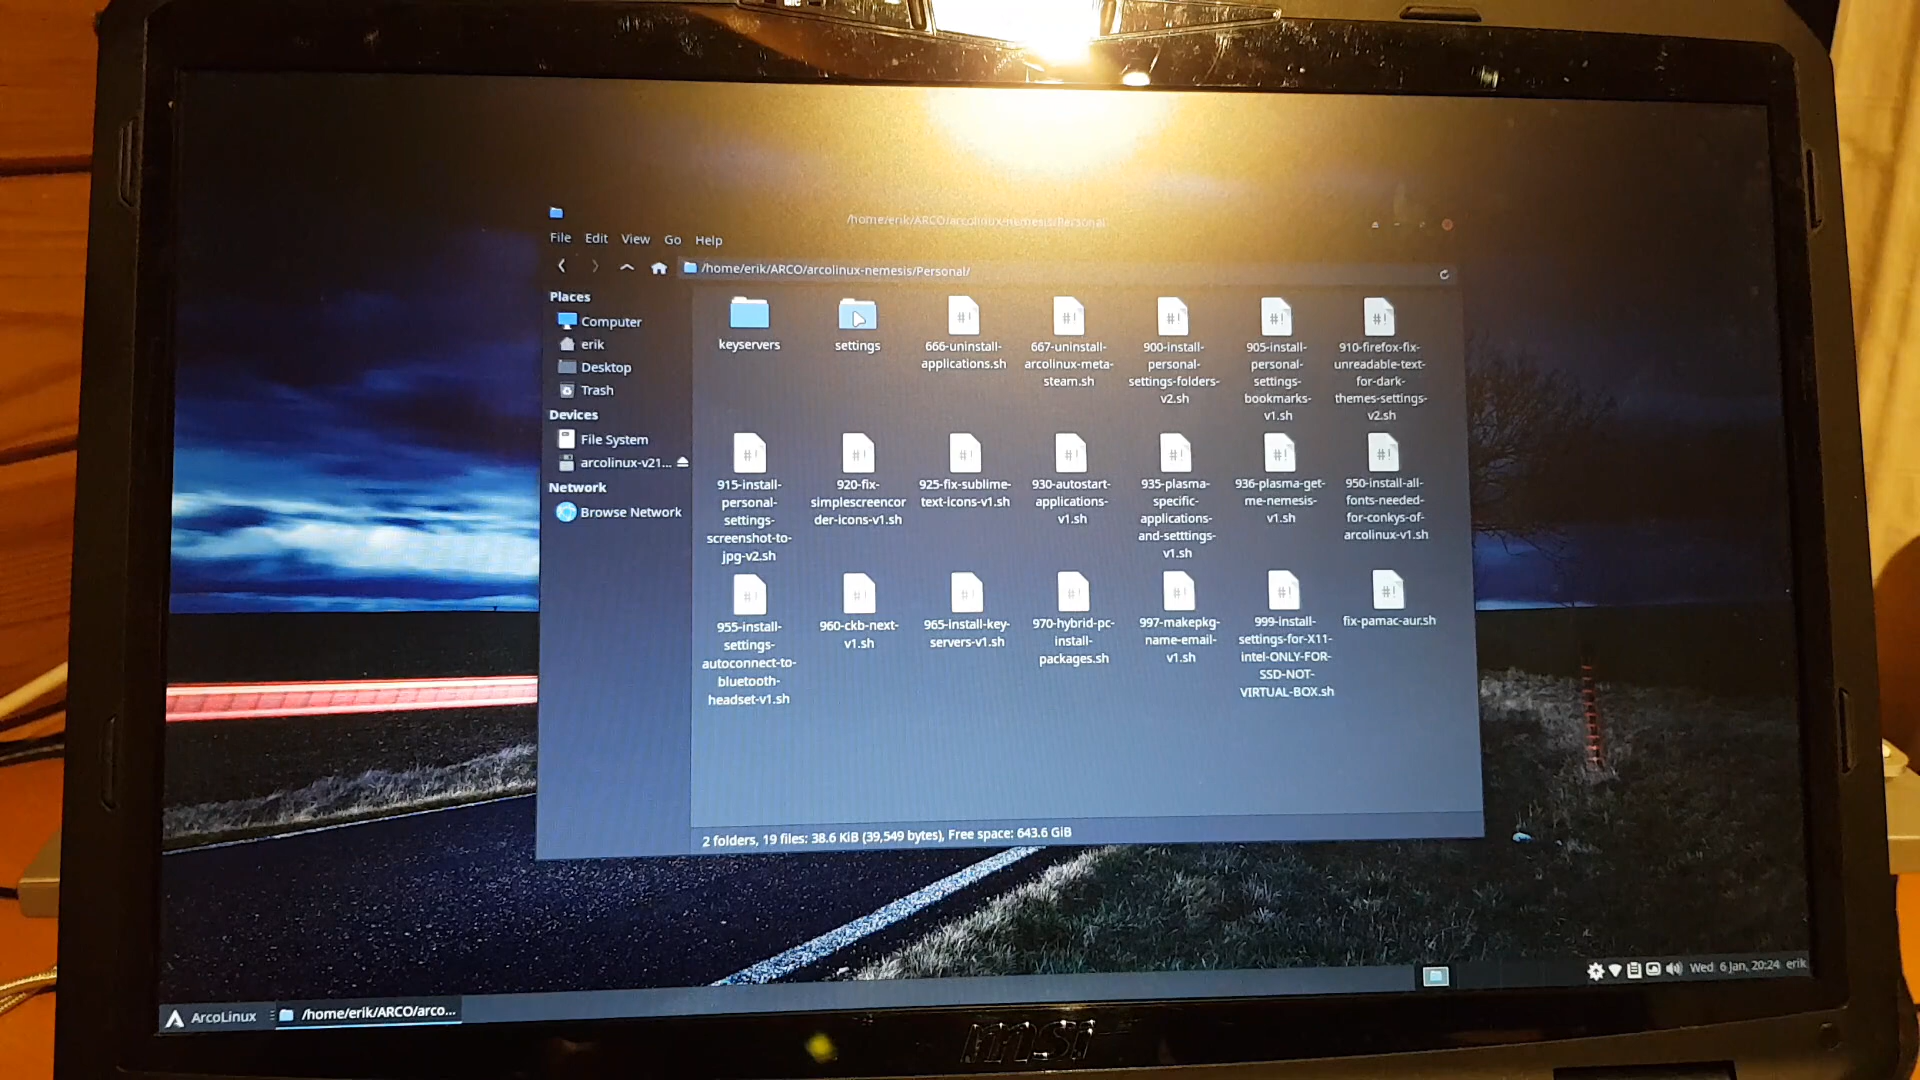 /home/erik/ARCO/arcolinux-nemesis/Personal
File Edit View Go Help
/home/erik/ARCO/arcolinux-nemesis/Personal/
Places
Computer
erik
Desktop
Trash
Devices
File System
arcolinux-v21...
Network
Browse Network
keyservers
settings
666-uninstall-
applications.sh
667-uninstall-
arcolinux-meta-
steam.sh
900-install-
personal-
settings-folders-
v2.sh
905-install-
personal-
settings-
bookmarks-
v1.sh
910-firefox-fix-
unreadable-text-
for-dark-
themes-settings-
v2.sh
915-install-
personal-
settings-
screenshot-to-
jpg-v2.sh
920-fix-
simplescreencor
der-icons-v1.sh
925-fix-sublime-
text-icons-v1.sh
930-autostart-
applications-
v1.sh
935-plasma-
specific-
applications-
and-setttings-
v1.sh
936-plasma-get-
me-nemesis-
v1.sh
950-install-all-
fonts-needed-
for-conkys-of-
arcolinux-v1.sh
955-install-
settings-
autoconnect-to-
bluetooth-
headset-v1.sh
960-ckb-next-
v1.sh
965-install-key-
servers-v1.sh
970-hybrid-pc-
install-
packages.sh
997-makepkg-
name-email-
v1.sh
999-install-
settings-for-X11-
intel-ONLY-FOR-
SSD-NOT-
VIRTUAL-BOX.sh
fix-pamac-aur.sh
2 folders, 19 files: 38.6 KiB (39,549 bytes), Free space: 643.6 GiB
ArcoLinux
/home/erik/ARCO/arco...
Wed 6 Jan, 20:24 erik
msi